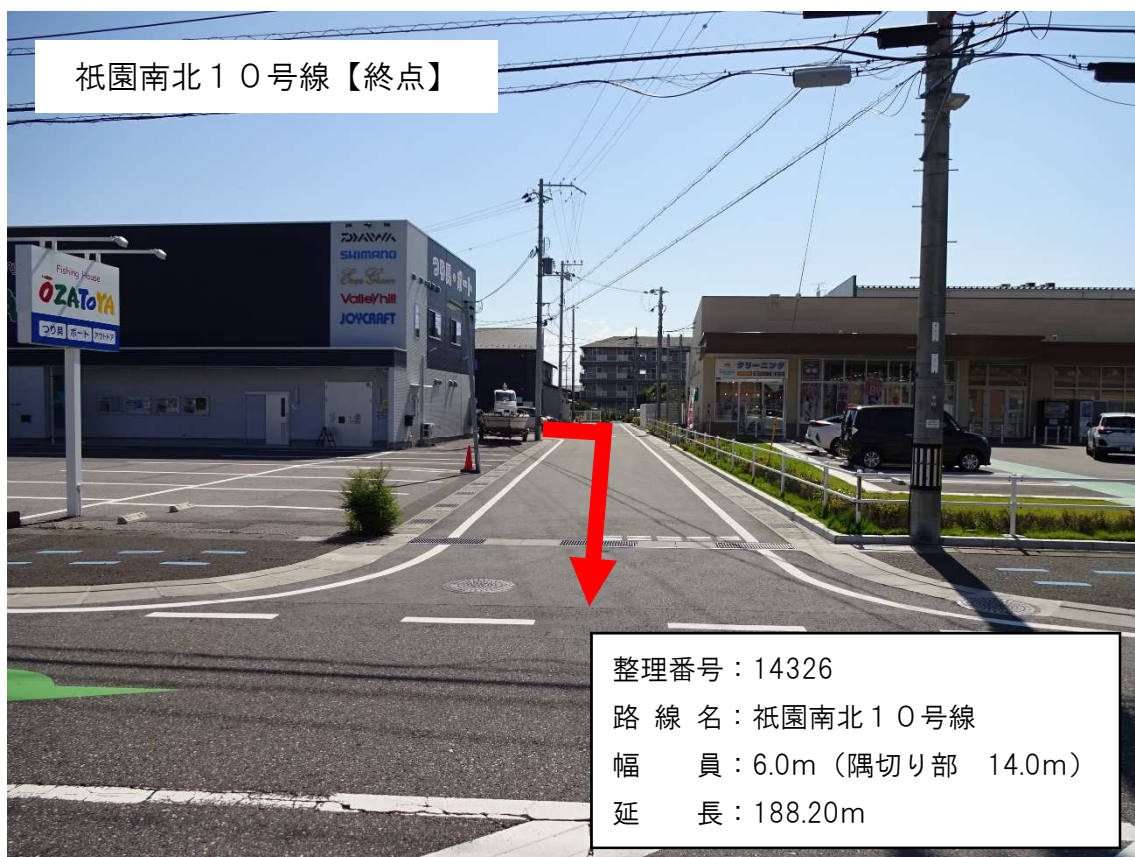 祇園南北１０号線【終点】
DAIWA
SHIMANO
Ever Green
Valleyhill
JOYCRAFT
つり具・ボート
Fishing House
ŌZATOYA
つり具 ボート アウトドア
クリーニング
整理番号：14326
路 線 名：祇園南北１０号線
幅　　員：6.0m（隅切り部　14.0m）
延　　長：188.20m